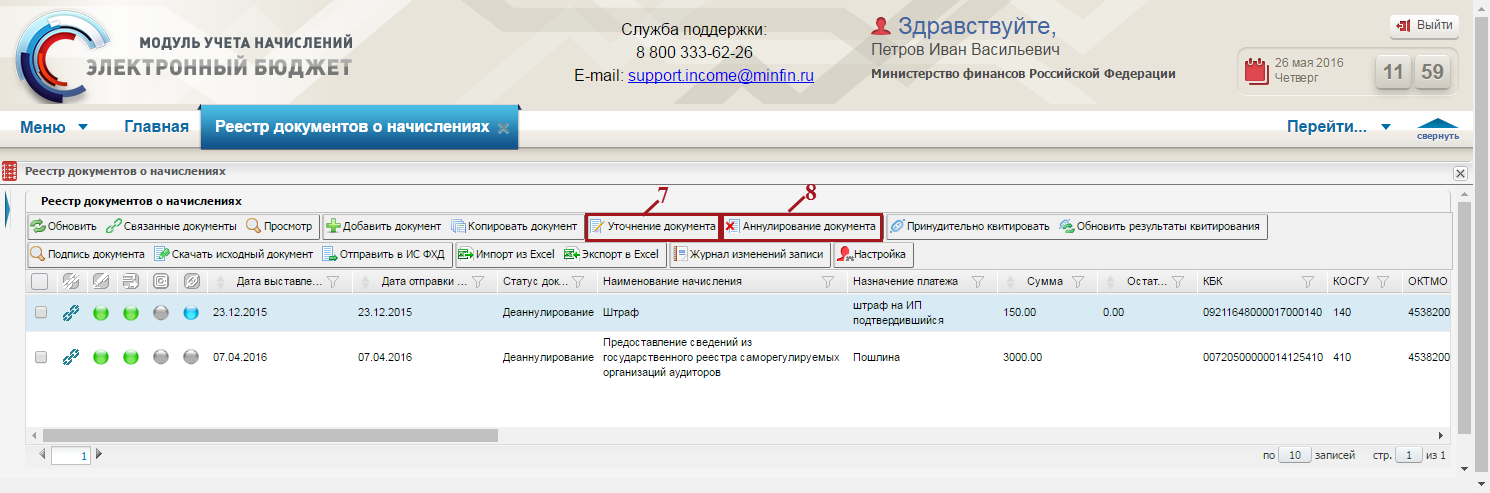 МОДУЛЬ УЧЕТА НАЧИСЛЕНИЙ
ЭЛЕКТРОННЫЙ БЮДЖЕТ
Служба поддержки:
8 800 333-62-26
E-mail: support.income@minfin.ru
Здравствуйте,
Петров Иван Васильевич
Министерство финансов Российской Федерации
Выйти
26 мая 2016
Четверг
11 59
Меню Главная Реестр документов о начислениях Перейти...
свернуть
Реестр документов о начислениях
7 8
Реестр документов о начислениях
Обновить Связанные документы Просмотр Добавить документ Копировать документ Уточнение документа Аннулирование документа Принудительно квитировать Обновить результаты квитирования
Подпись документа Скачать исходный документ Отправить в ИС ФХД Импорт из Excel Экспорт в Excel Журнал изменений записи Настройка
Дата выставле... Дата отправки ... Статус док... Наименование начисления Назначение платежа Сумма Остат... КБК КОСГУ ОКТМО
23.12.2015 23.12.2015 Деаннулирование Штраф штраф на ИП
подтвердившийся 150.00 0.00 09211648000017000140 140 4538200
07.04.2016 07.04.2016 Деаннулирование Предоставление сведений из
государственного реестра саморегулируемых
организаций аудиторов Пошлина 3000.00 00720500000014125410 410 4538200
1
по 10 записей стр. 1 из 1